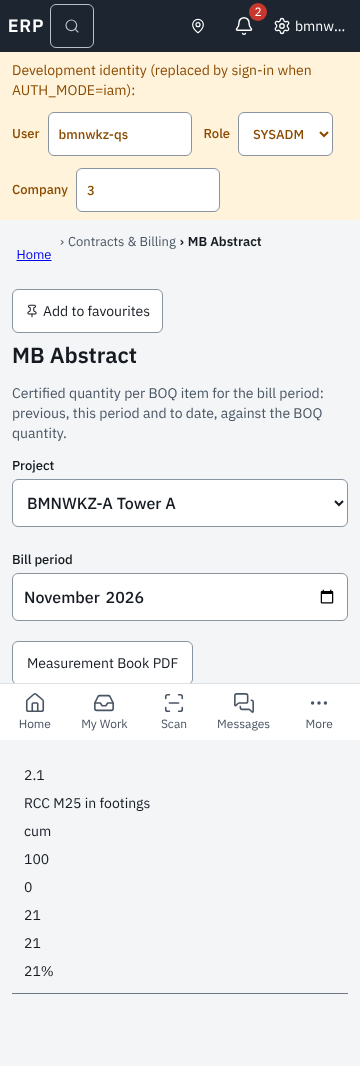 ERP
2
bmnw...
Development identity (replaced by sign-in when
AUTH_MODE=iam):
User
bmnwkz-qs
Role
SYSADM
Company
3
Home
› Contracts & Billing › MB Abstract
Add to favourites
MB Abstract
Certified quantity per BOQ item for the bill period:
previous, this period and to date, against the BOQ
quantity.
Project
BMNWKZ-A Tower A
Bill period
November 2026
Measurement Book PDF
Home
My Work
Scan
Messages
More
2.1
RCC M25 in footings
cum
100
0
21
21
21%